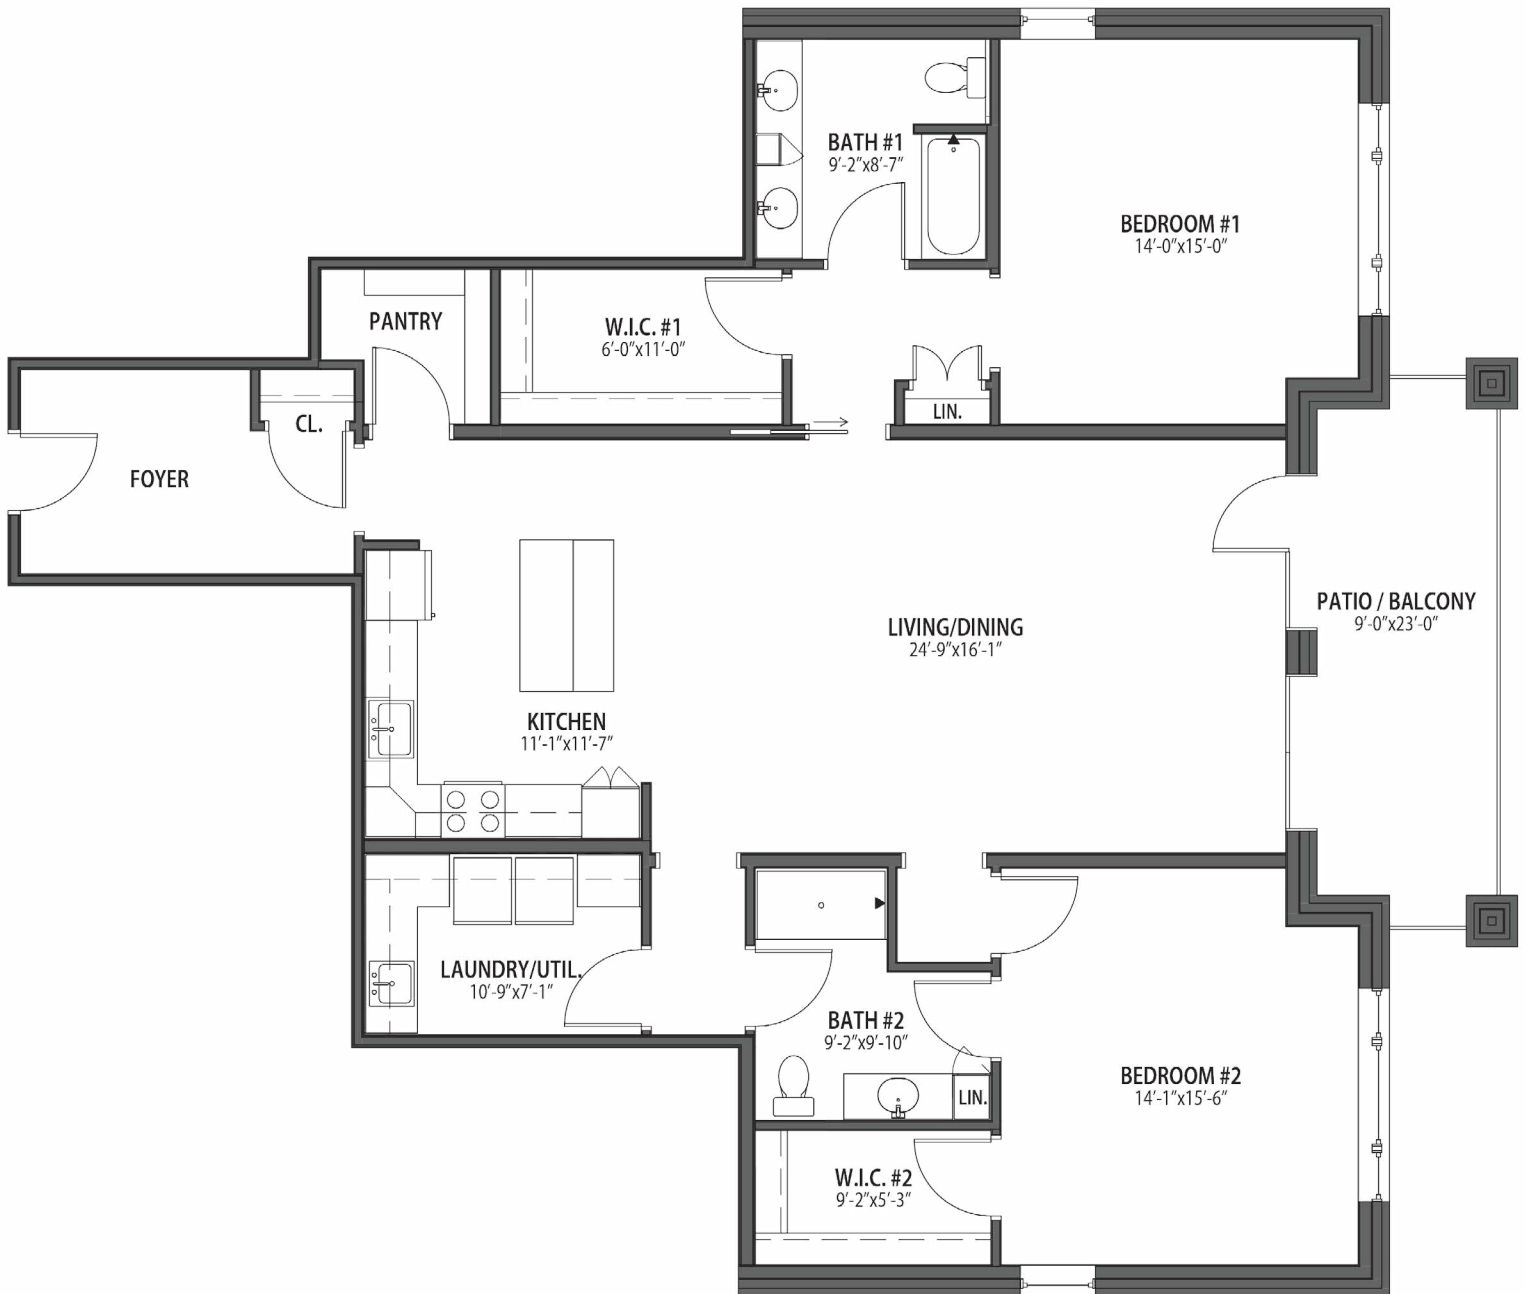 BATH #1
9'-2"x8'-7"
BEDROOM #1
14'-0"x15'-0"
PANTRY
W.I.C. #1
6'-0"x11'-0"
CL.
LIN.
FOYER
PATIO / BALCONY
9'-0"x23'-0"
LIVING/DINING
24'-9"x16'-1"
KITCHEN
11'-1"x11'-7"
LAUNDRY/UTIL.
10'-9"x7'-1"
BATH #2
9'-2"x9'-10"
BEDROOM #2
14'-1"x15'-6"
LIN.
W.I.C. #2
9'-2"x5'-3"